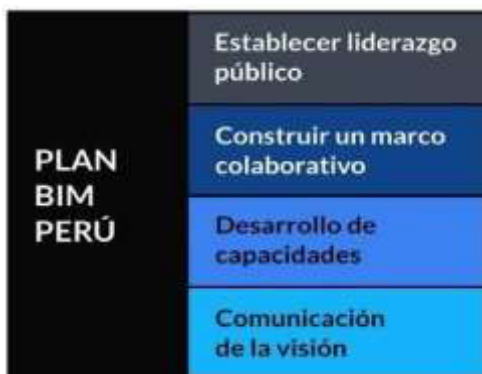 PLAN
BIM
PERÚ
Establecer liderazgo
público
Construir un marco
colaborativo
Desarrollo de
capacidades
Comunicación
de la visión